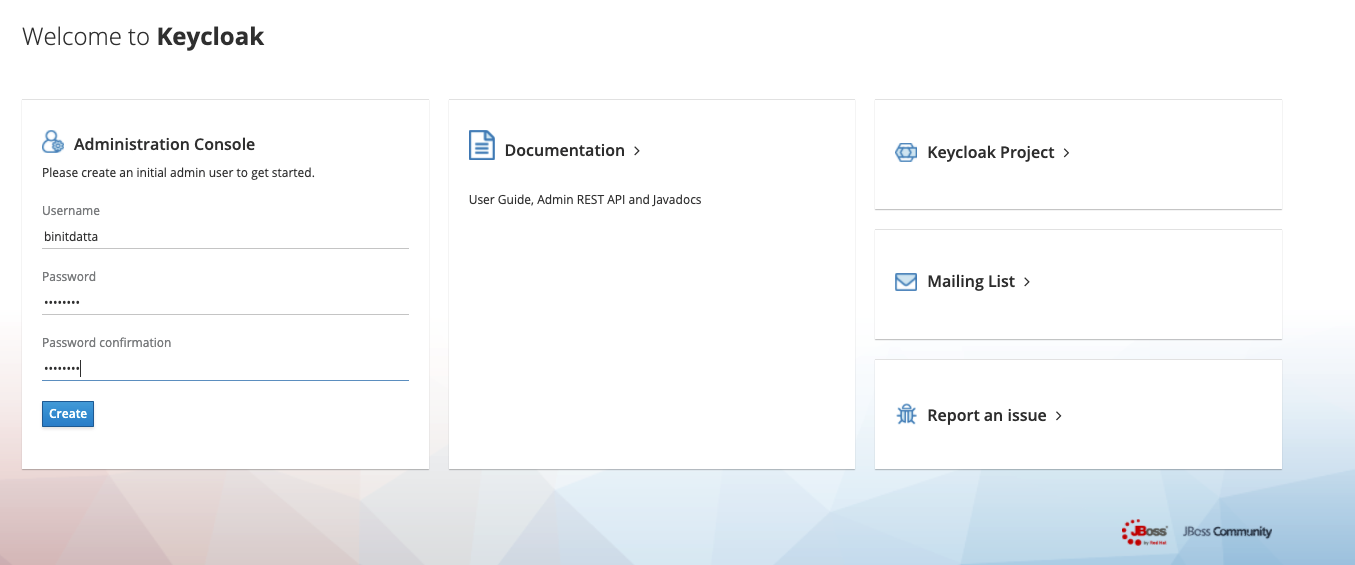 Welcome to Keycloak
Administration Console
Please create an initial admin user to get started.
Username
binitdatta
Password
••••••••
Password confirmation
••••••••
Create
Documentation >
User Guide, Admin REST API and Javadocs
Keycloak Project >
Mailing List >
Report an issue >
JBoss
by Red Hat
JBoss Community